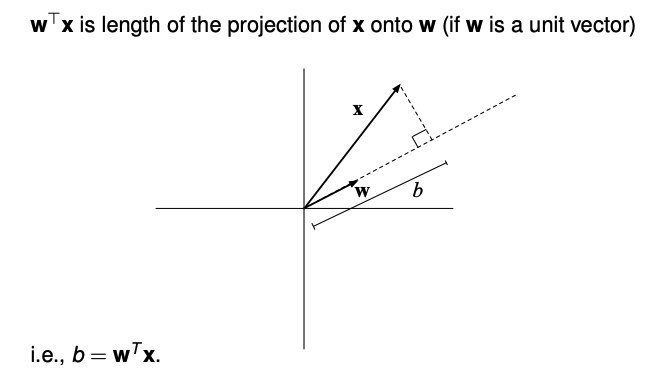 w⊤x is length of the projection of x onto w (if w is a unit vector)
x
w
b
i.e., b = wTx.